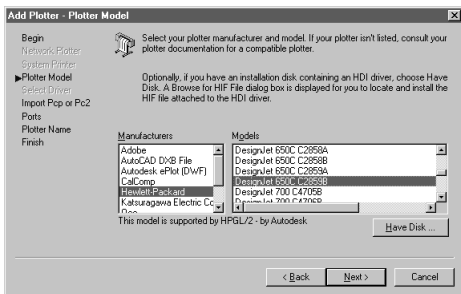 Add Plotter - Plotter Model
Begin
Network Plotter
System Printer
Plotter Model
Select Driver
Import Pcp or Pc2
Ports
Plotter Name
Finish
Select your plotter manufacturer and model. If your plotter isn't listed, consult your
plotter documentation for a compatible plotter.
Optionally, if you have an installation disk containing an HDI driver, choose Have
Disk. A Browse for HIF File dialog box is displayed for you to locate and install the
HIF file attached to the HDI driver.
Manufacturers
Adobe
AutoCAD DXB File
Autodesk ePlot (DWF)
CalComp
Hewlett-Packard
Katsuragawa Electric Co
Oce
Models
DesignJet 650C C2858A
DesignJet 650C C2858B
DesignJet 650C C2859A
DesignJet 650C C2859B
DesignJet 700 C4705B
DesignJet 700 C4706B
This model is supported by HPGL/2 - by Autodesk
Have Disk ...
< Back
Next >
Cancel